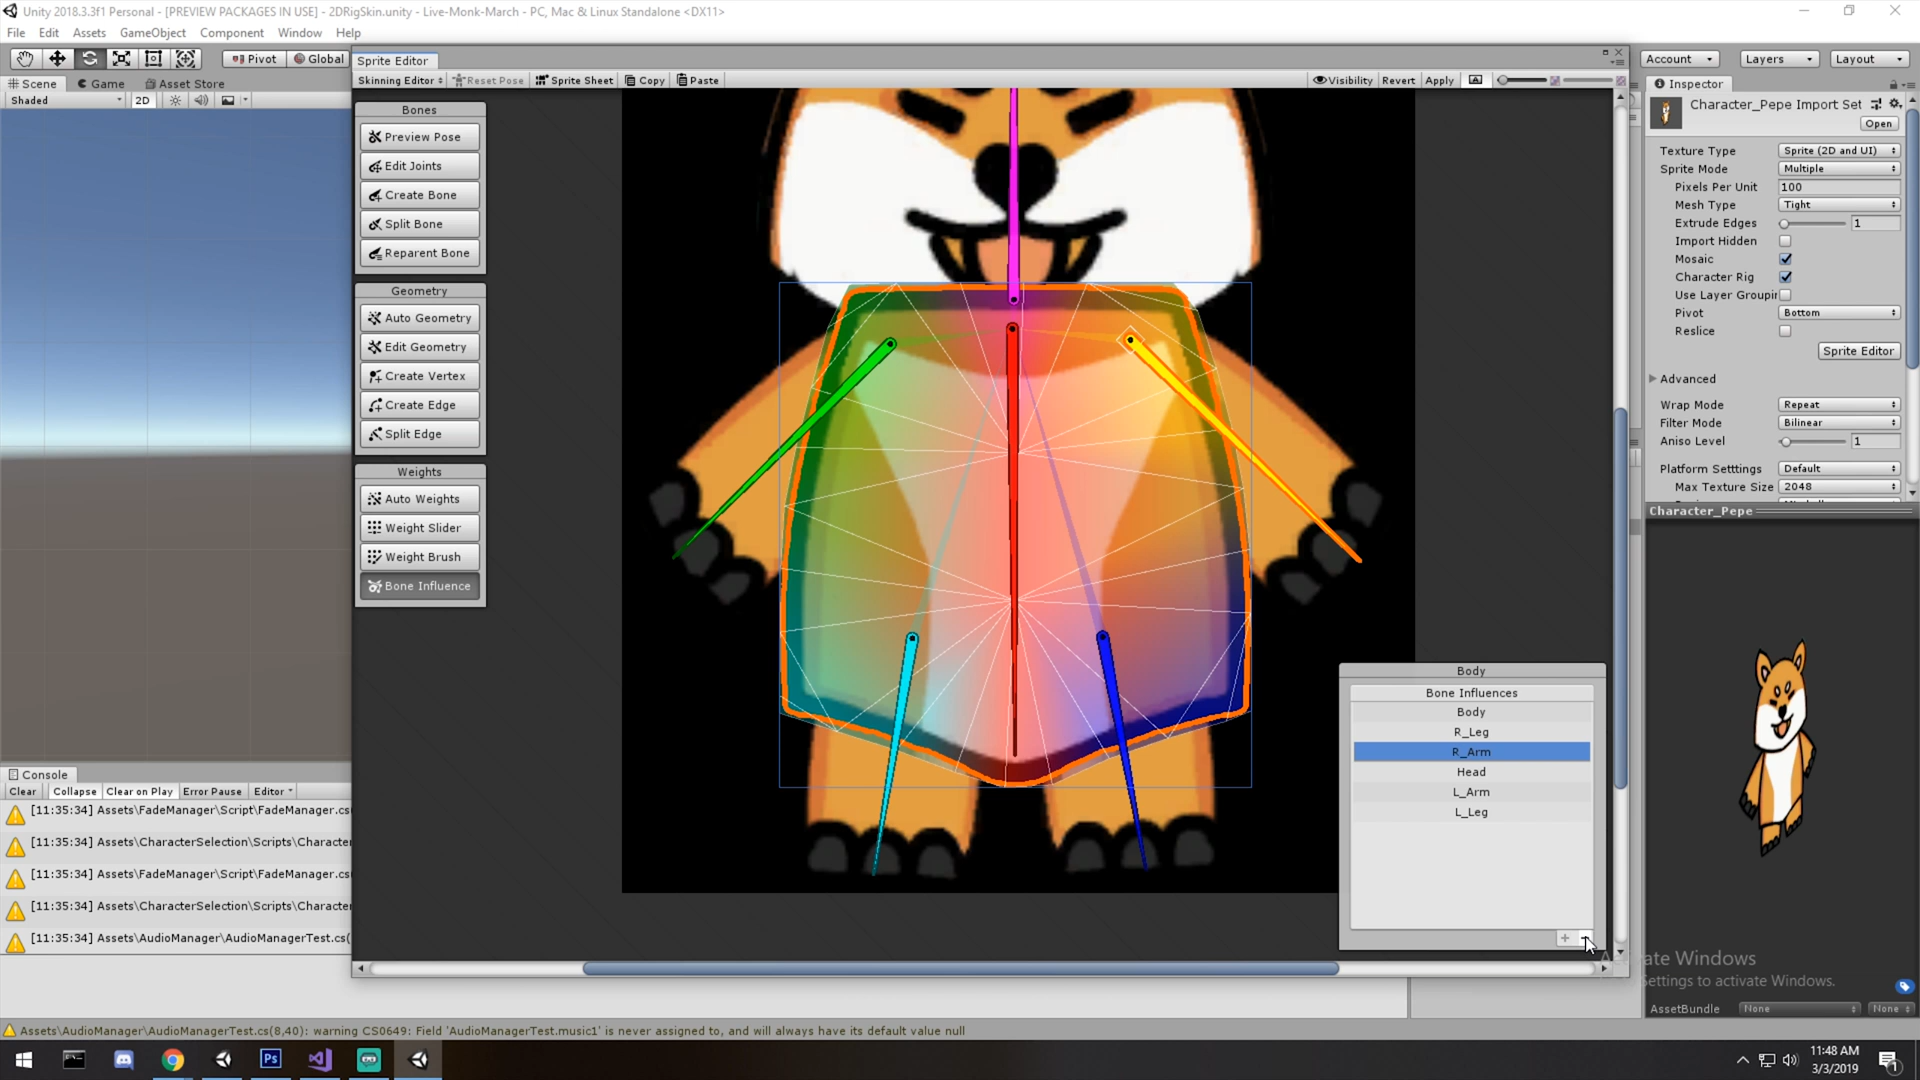 Unity 2018.3.3f1 Personal - [PREVIEW PACKAGES IN USE] - 2DRigSkin.unity - Live-Monk-March - PC, Mac & Linux Standalone <DX11>
File Edit Assets GameObject Component Window Help
Pivot Global
Account Layers Layout
Scene Game Asset Store
Shaded 2D
Sprite Editor
Skinning Editor Reset Pose Sprite Sheet Copy Paste Visibility Revert Apply
Bones
Preview Pose
Edit Joints
Create Bone
Split Bone
Reparent Bone
Geometry
Auto Geometry
Edit Geometry
Create Vertex
Create Edge
Split Edge
Weights
Auto Weights
Weight Slider
Weight Brush
Bone Influence
Body
Bone Influences
Body
R_Leg
R_Arm
Head
L_Arm
L_Leg
Inspector
Character_Pepe Import Set
Open
Texture Type Sprite (2D and UI)
Sprite Mode Multiple
Pixels Per Unit 100
Mesh Type Tight
Extrude Edges 1
Import Hidden
Mosaic
Character Rig
Use Layer Groupin
Pivot Bottom
Reslice
Sprite Editor
Advanced
Wrap Mode Repeat
Filter Mode Bilinear
Aniso Level 1
Platform Setttings Default
Max Texture Size 2048
Character_Pepe
Console
Clear Collapse Clear on Play Error Pause Editor
[11:35:34] Assets\FadeManager\Script\FadeManager.cs
[11:35:34] Assets\CharacterSelection\Scripts\Character
[11:35:34] Assets\FadeManager\Script\FadeManager.cs
[11:35:34] Assets\CharacterSelection\Scripts\Character
[11:35:34] Assets\AudioManager\AudioManagerTest.cs(
ate Windows
Settings to activate Windows.
AssetBundle None None
Assets\AudioManager\AudioManagerTest.cs(8,40): warning CS0649: Field 'AudioManagerTest.music1' is never assigned to, and will always have its default value null
Ps
11:48 AM
3/3/2019
1